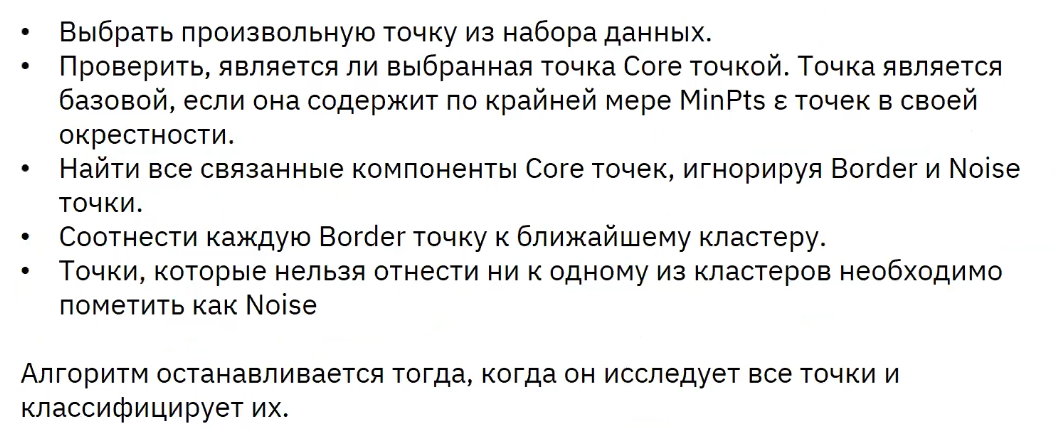 • Выбрать произвольную точку из набора данных.
• Проверить, является ли выбранная точка Core точкой. Точка является
базовой, если она содержит по крайней мере MinPts ε точек в своей
окрестности.
• Найти все связанные компоненты Core точек, игнорируя Border и Noise
точки.
• Соотнести каждую Border точку к ближайшему кластеру.
• Точки, которые нельзя отнести ни к одному из кластеров необходимо
пометить как Noise
Алгоритм останавливается тогда, когда он исследует все точки и
классифицирует их.